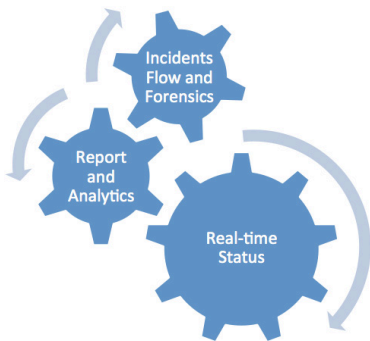 Incidents
Flow and
Forensics
Report
and
Analytics
Real-time
Status